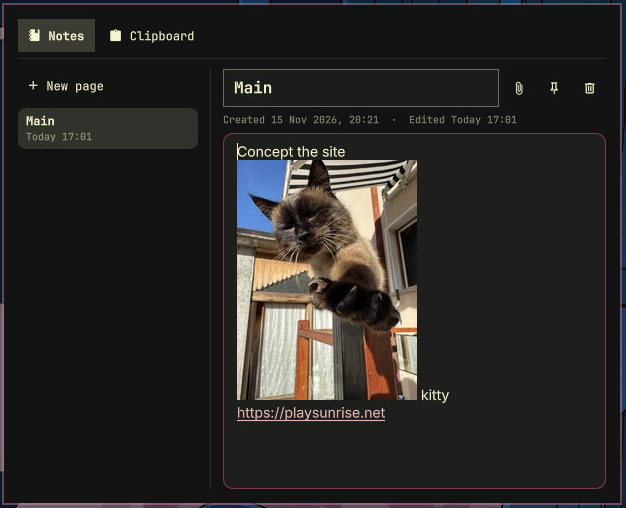 Notes
Clipboard
New page
Main
Today 17:01
Main
Created 15 Nov 2026, 20:21 · Edited Today 17:01
Concept the site
kitty
https://playsunrise.net